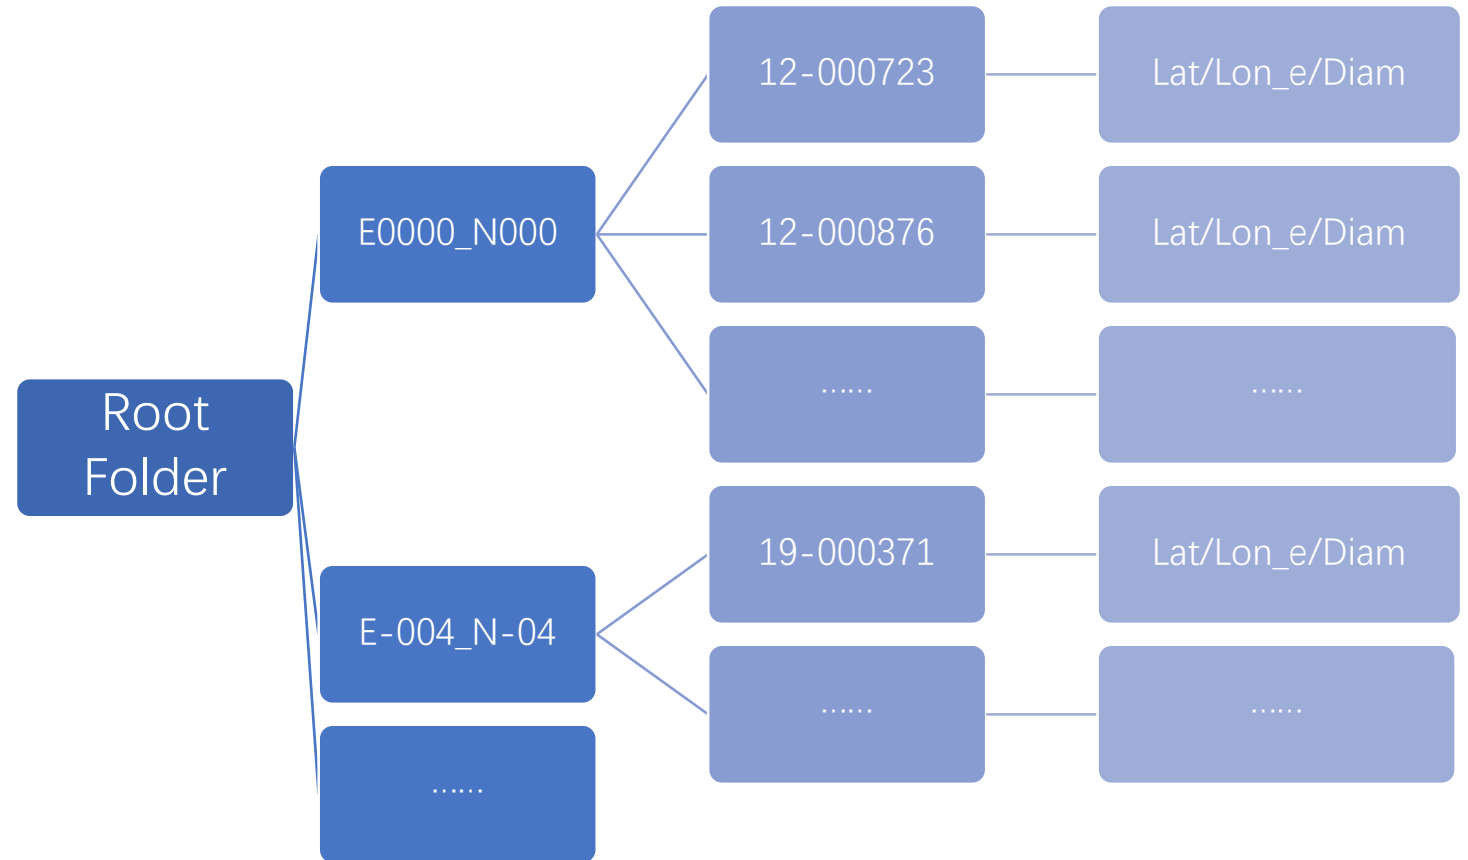 12-000723
Lat/Lon_e/Diam
E0000_N000
12-000876
Lat/Lon_e/Diam
......
......
Root
Folder
19-000371
Lat/Lon_e/Diam
E-004_N-04
......
......
......